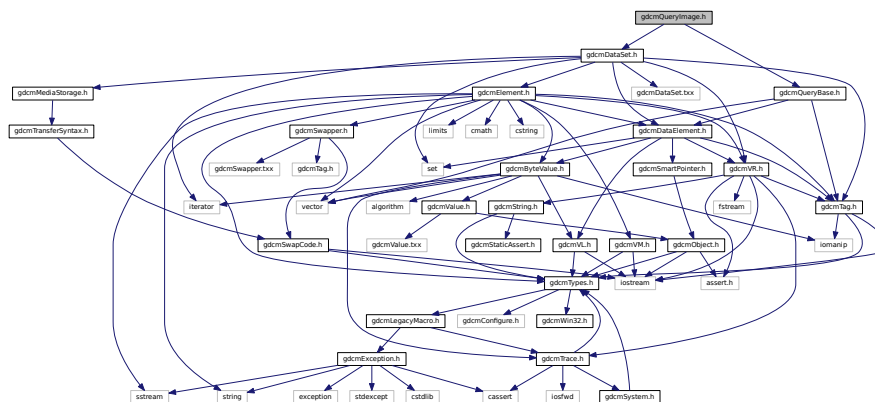 gdcmQueryImage.h
gdcmDataSet.h
gdcmMediaStorage.h
gdcmElement.h
gdcmDataSet.txx
gdcmQueryBase.h
gdcmTransferSyntax.h
gdcmSwapper.h
limits
cmath
cstring
gdcmDataElement.h
gdcmSwapper.txx
gdcmTag.h
set
gdcmByteValue.h
gdcmSmartPointer.h
gdcmVR.h
iterator
vector
algorithm
gdcmValue.h
gdcmString.h
fstream
gdcmTag.h
gdcmSwapCode.h
gdcmValue.txx
gdcmStaticAssert.h
gdcmVL.h
gdcmVM.h
gdcmObject.h
iomanip
gdcmTypes.h
iostream
assert.h
gdcmLegacyMacro.h
gdcmConfigure.h
gdcmWin32.h
gdcmException.h
gdcmTrace.h
sstream
string
exception
stdexcept
cstdlib
cassert
iosfwd
gdcmSystem.h